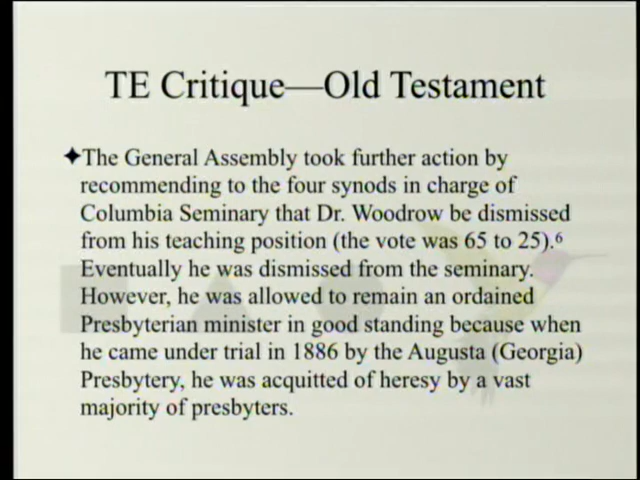 TE Critique—Old Testament
✦The General Assembly took further action by
recommending to the four synods in charge of
Columbia Seminary that Dr. Woodrow be dismissed
from his teaching position (the vote was 65 to 25).⁶
Eventually he was dismissed from the seminary.
However, he was allowed to remain an ordained
Presbyterian minister in good standing because when
he came under trial in 1886 by the Augusta (Georgia)
Presbytery, he was acquitted of heresy by a vast
majority of presbyters.